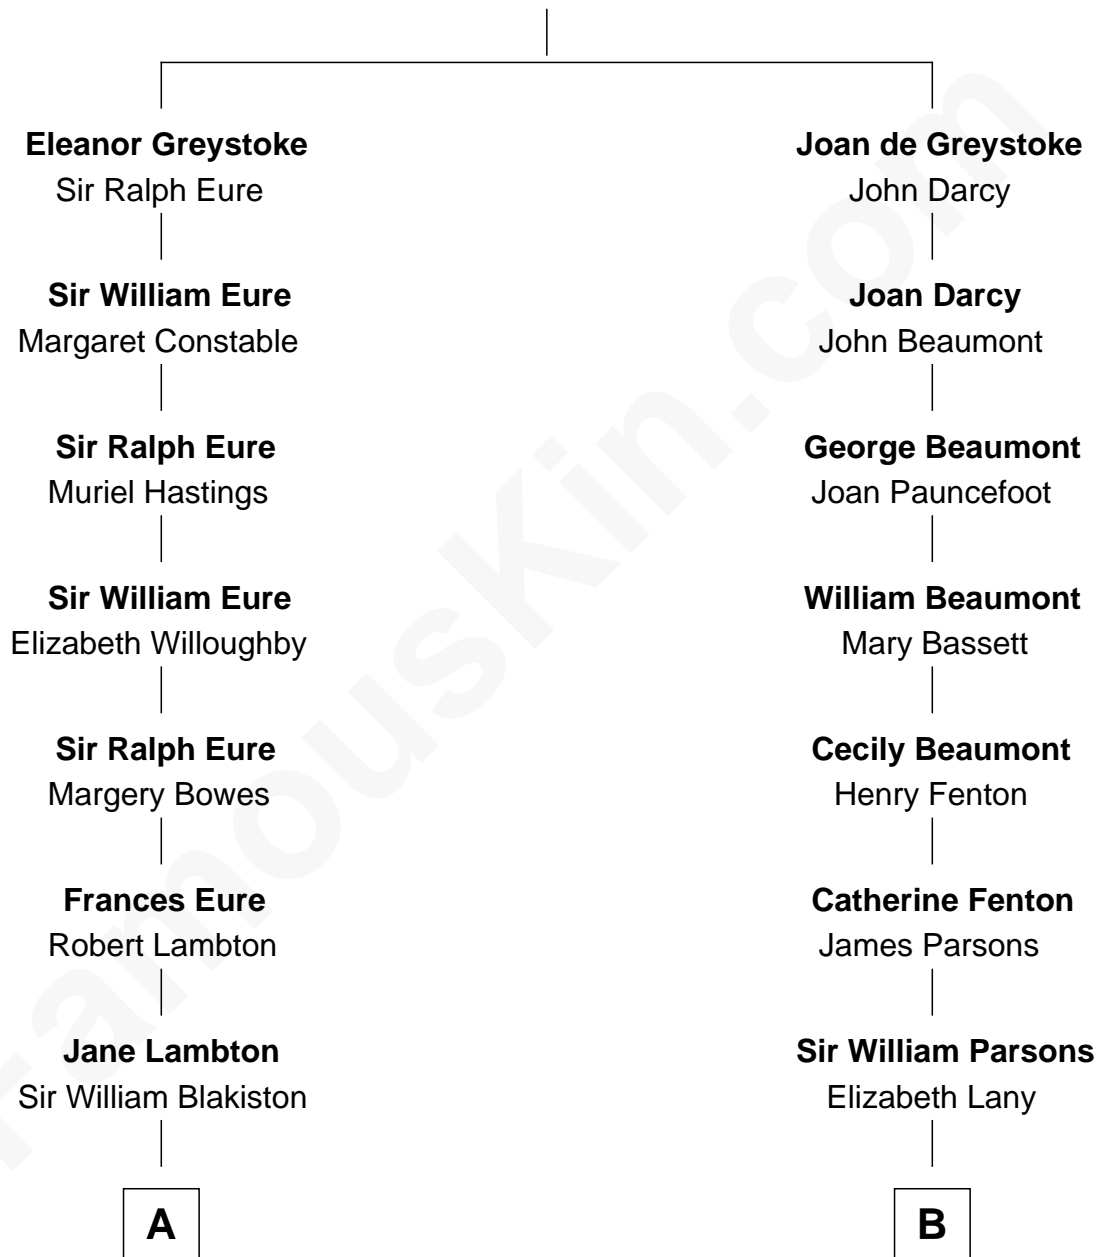 Eleanor Greystoke
Sir Ralph Eure
Sir William Eure
Margaret Constable
Sir Ralph Eure
Muriel Hastings
Sir William Eure
Elizabeth Willoughby
Sir Ralph Eure
Margery Bowes
Frances Eure
Robert Lambton
Jane Lambton
Sir William Blakiston
A
Joan de Greystoke
John Darcy
Joan Darcy
John Beaumont
George Beaumont
Joan Pauncefoot
William Beaumont
Mary Bassett
Cecily Beaumont
Henry Fenton
Catherine Fenton
James Parsons
Sir William Parsons
Elizabeth Lany
B
FamousKin.com